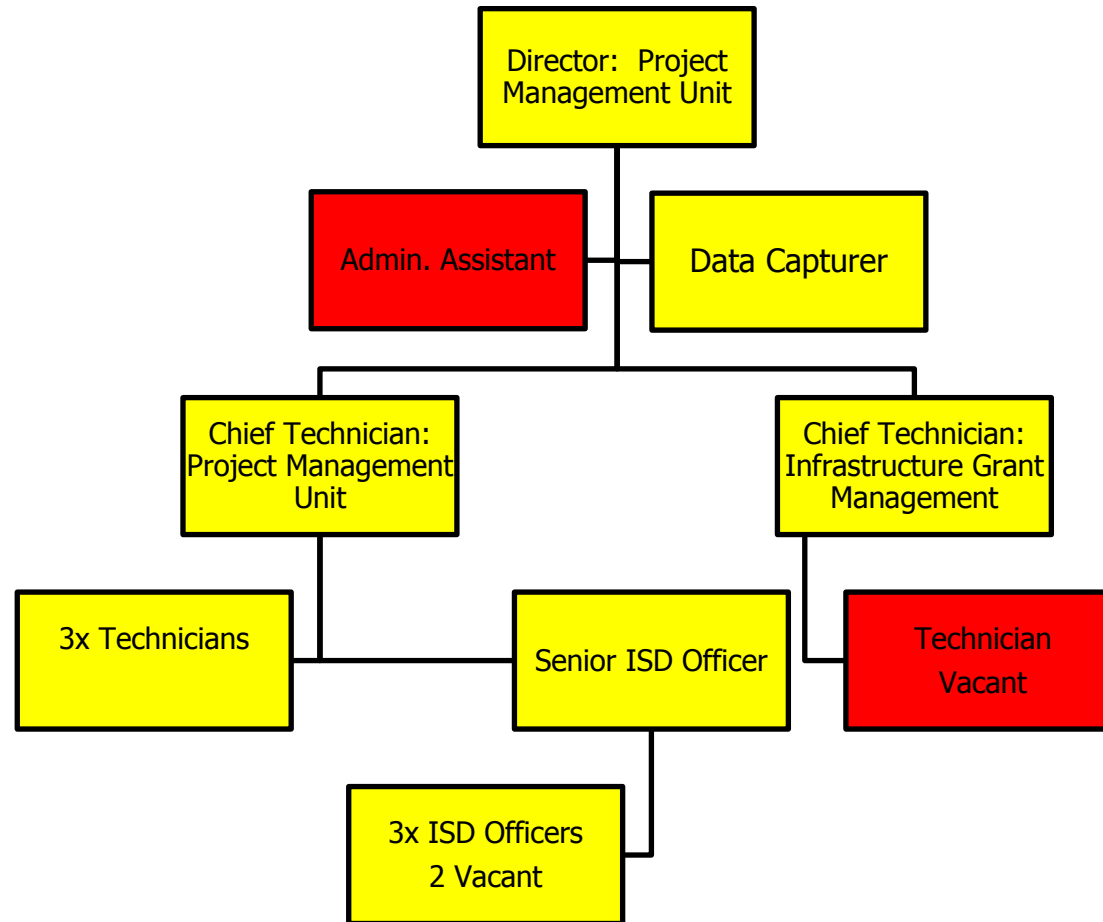 Director: Project
Management Unit
Admin. Assistant
Data Capturer
Chief Technician:
Project Management
Unit
Chief Technician:
Infrastructure Grant
Management
3x Technicians
Senior ISD Officer
Technician
Vacant
3x ISD Officers
2 Vacant